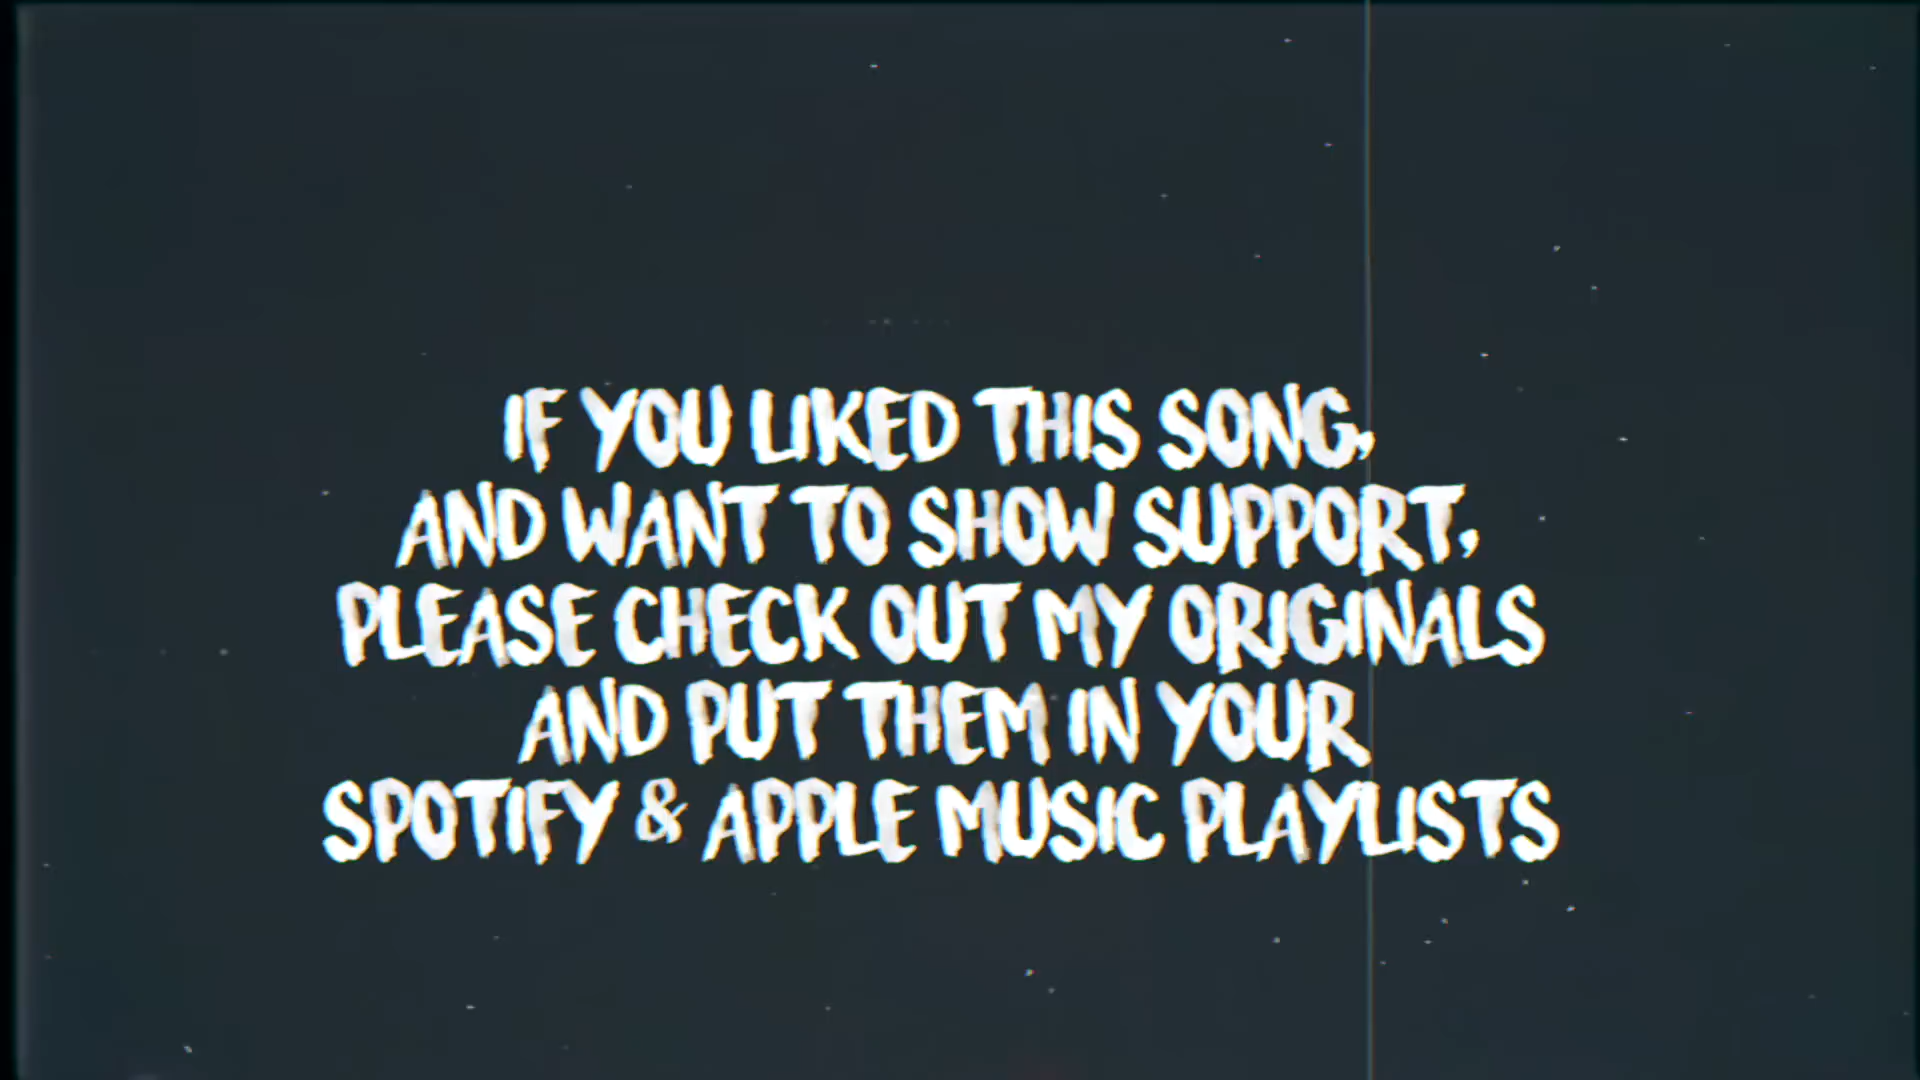 IF YOU LIKED THIS SONG,
AND WANT TO SHOW SUPPORT,
PLEASE CHECK OUT MY ORIGINALS
AND PUT THEM IN YOUR
SPOTIFY & APPLE MUSIC PLAYLISTS